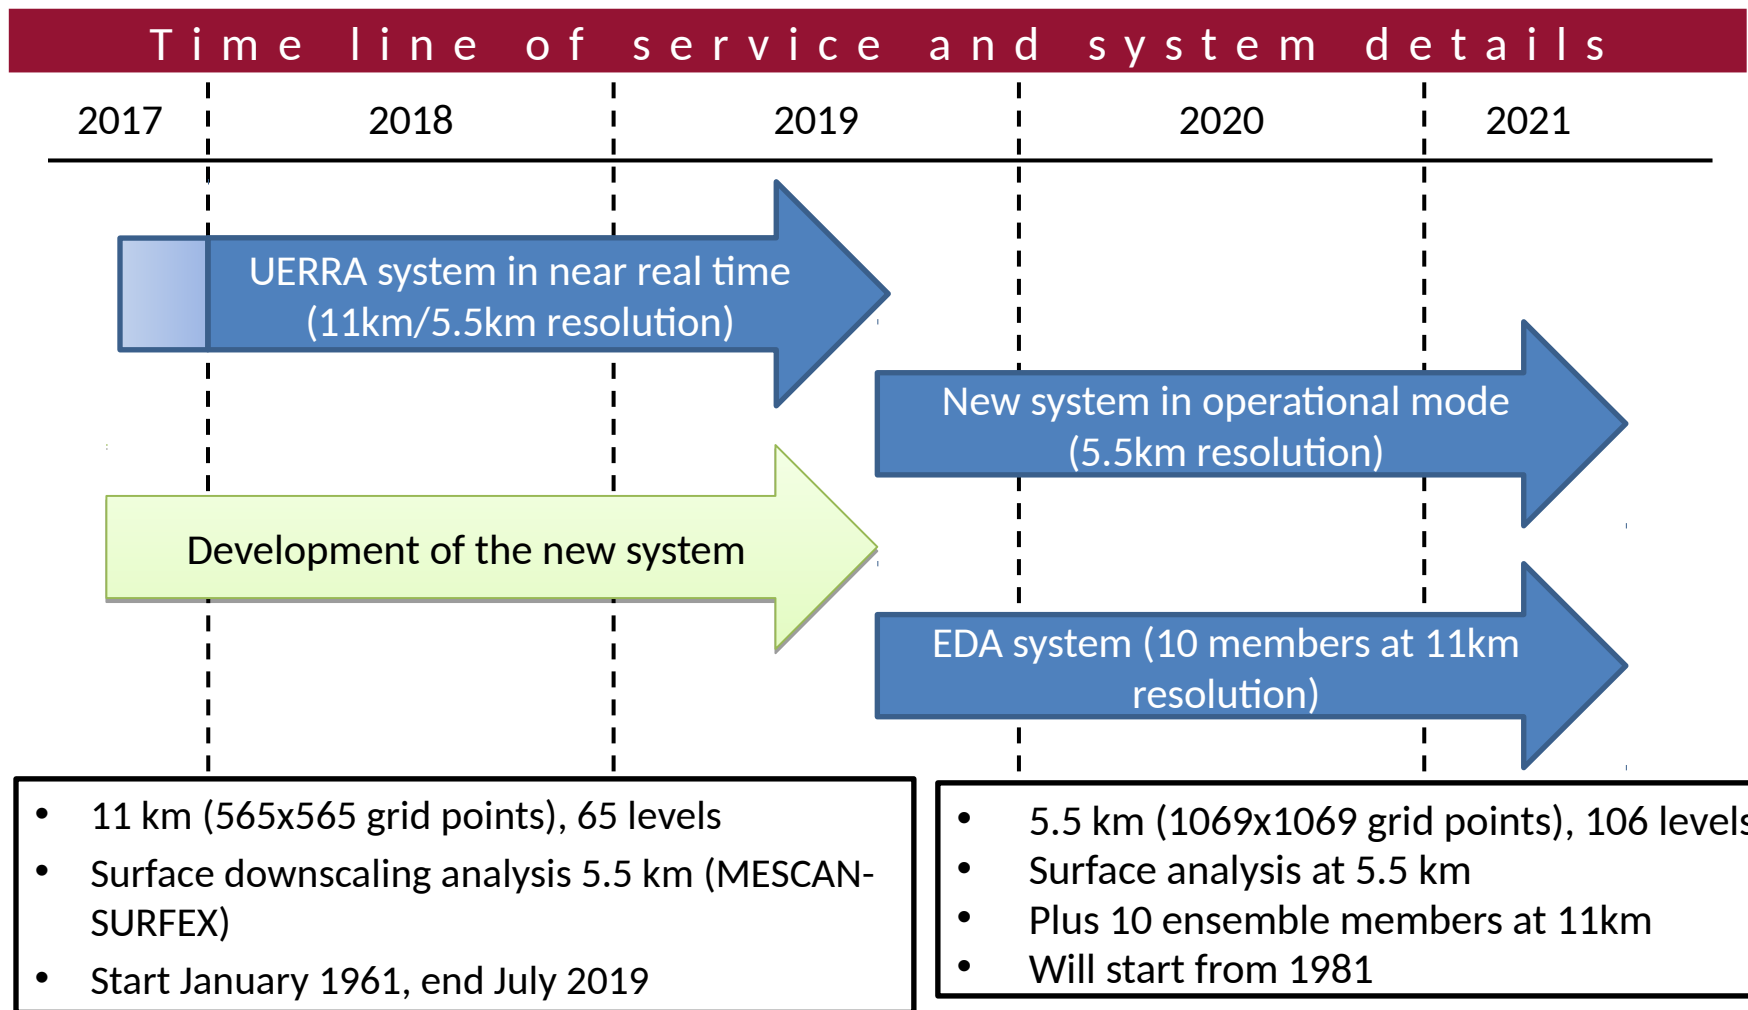 Time line of service and system details
2017 2018 2019 2020 2021
UERRA system in near real time
(11km/5.5km resolution)
New system in operational mode
(5.5km resolution)
Development of the new system
EDA system (10 members at 11km
resolution)
• 11 km (565x565 grid points), 65 levels
• Surface downscaling analysis 5.5 km (MESCAN-
SURFEX)
• Start January 1961, end July 2019
• 5.5 km (1069x1069 grid points), 106 levels
• Surface analysis at 5.5 km
• Plus 10 ensemble members at 11km
• Will start from 1981